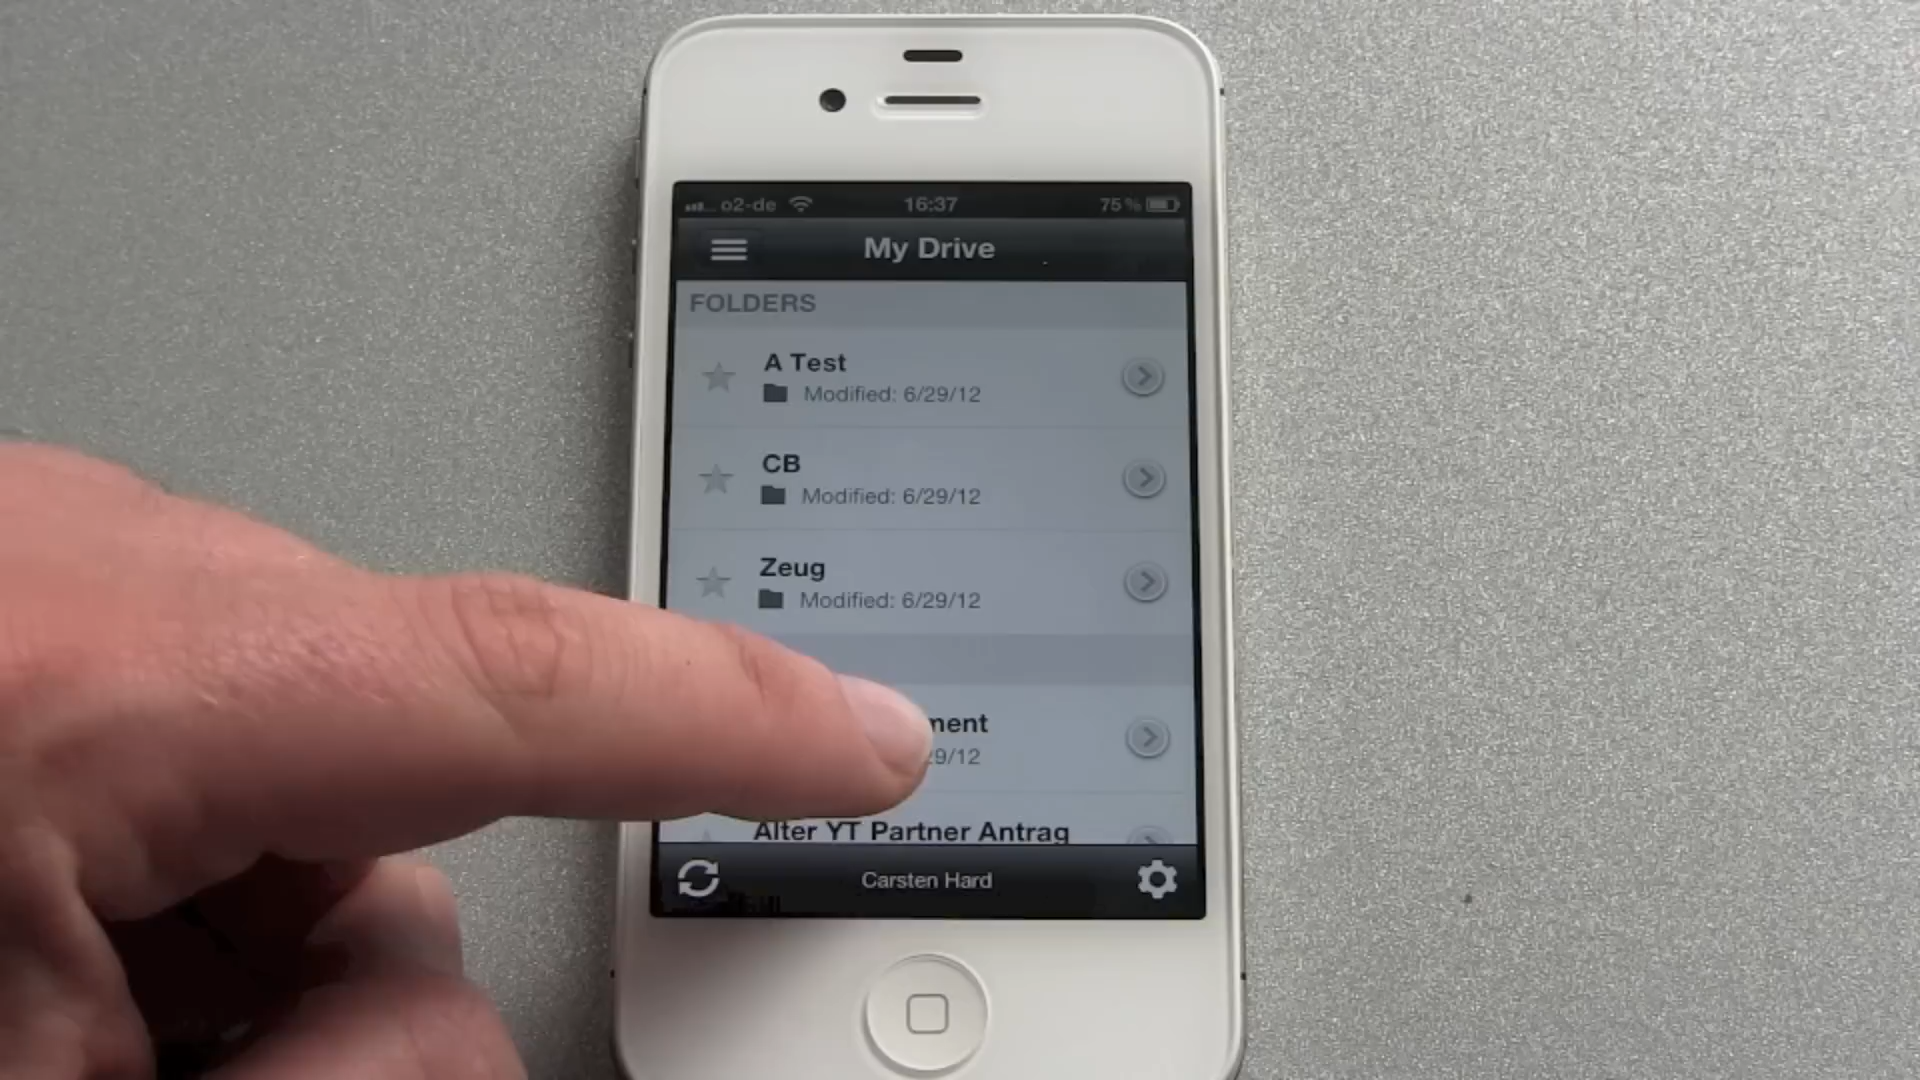 o2-de 16:37 75 %
My Drive
FOLDERS
A Test
Modified: 6/29/12
CB
Modified: 6/29/12
Zeug
Modified: 6/29/12
Alter YT Partner Antrag
Carsten Hard